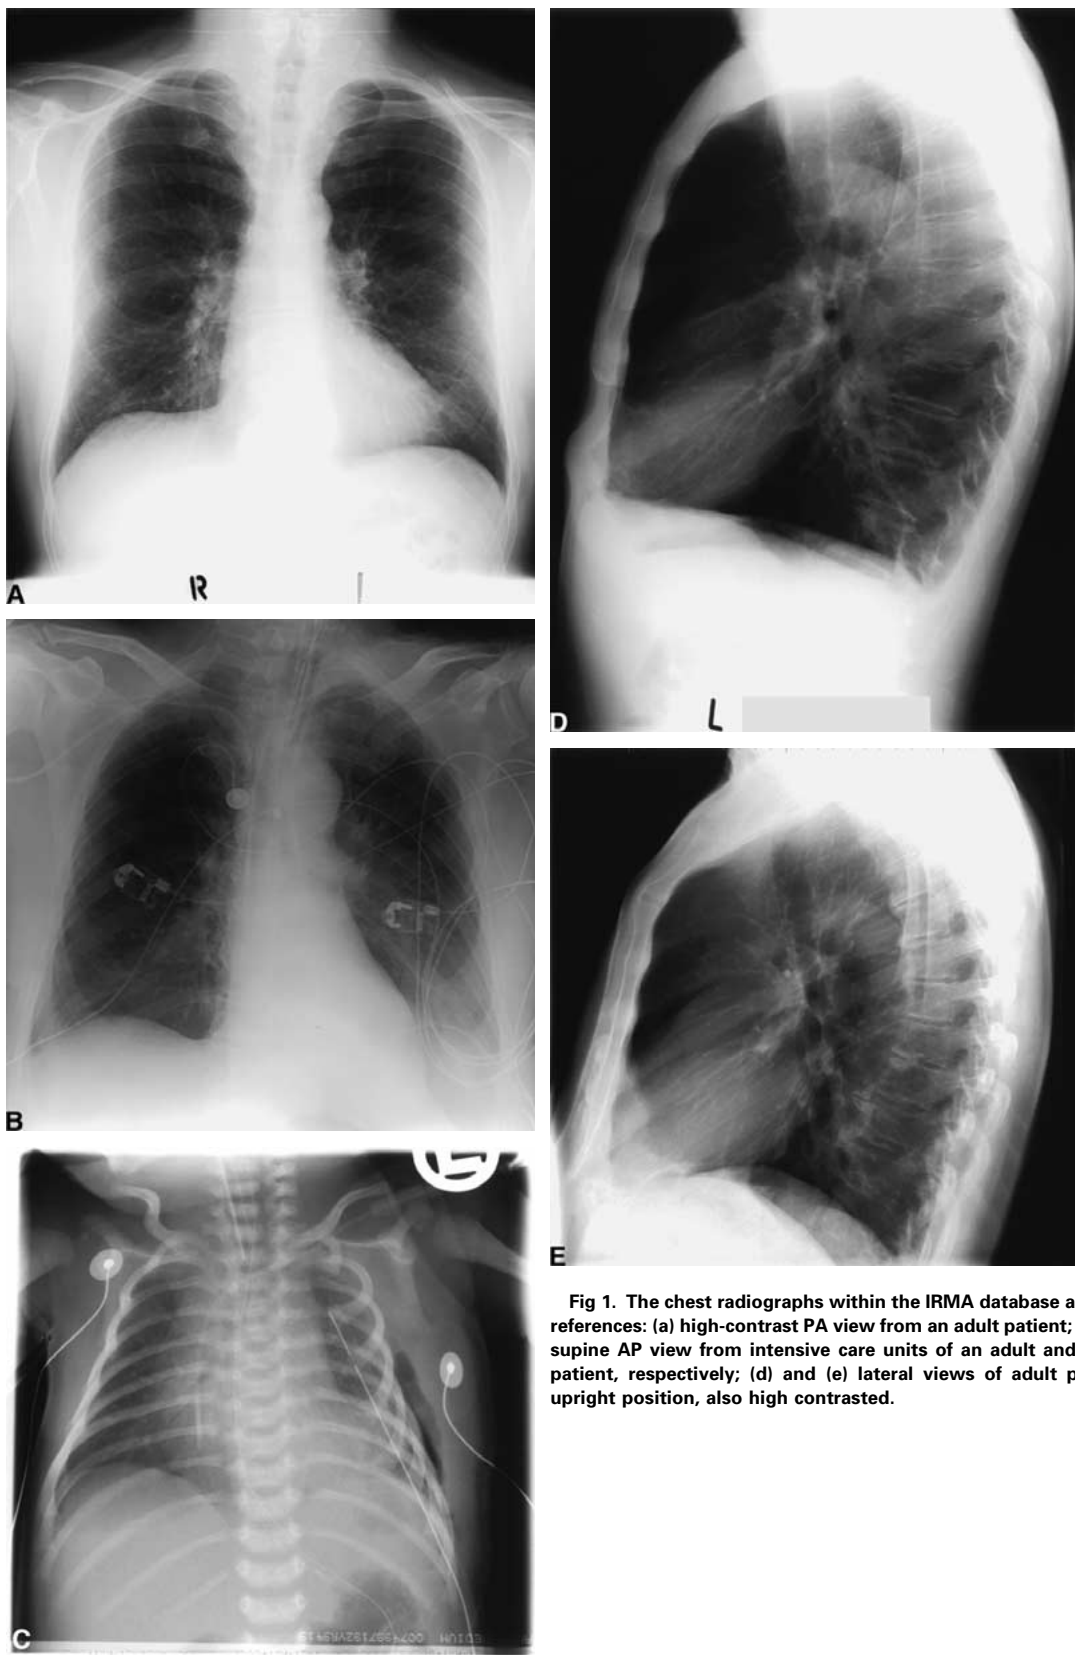 A
R
B
L
C
D
L
E
Fig 1. The chest radiographs within the IRMA database a
references: (a) high-contrast PA view from an adult patient;
supine AP view from intensive care units of an adult and
patient, respectively; (d) and (e) lateral views of adult p
upright position, also high contrasted.